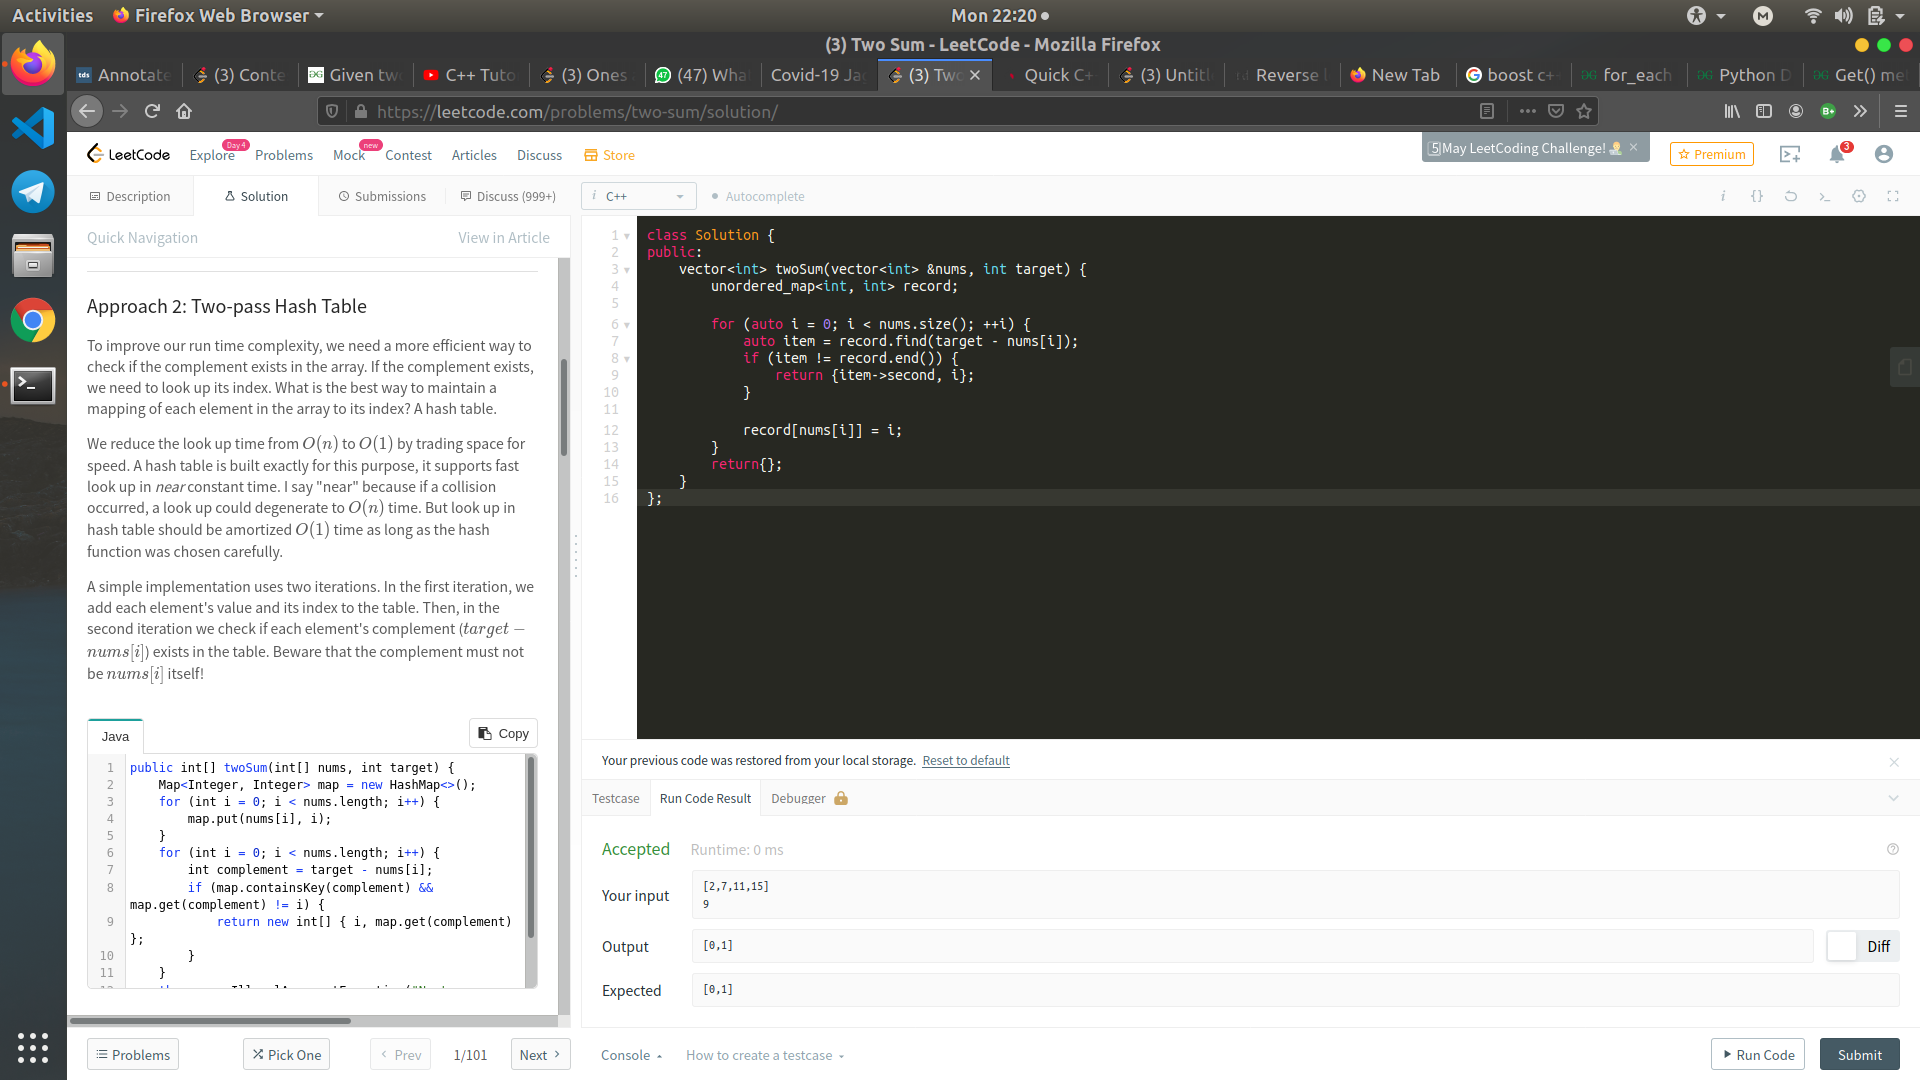 Activities
Firefox Web Browser
Mon 22:20
(3) Two Sum - LeetCode - Mozilla Firefox
Annotate
(3) Conte
Given tw
C++ Tuto
(3) Ones
(47) Wha
Covid-19 Ja
(3) Two
Quick C+
(3) Untitl
Reverse
New Tab
boost c+
for_each
Python D
Get() me
https://leetcode.com/problems/two-sum/solution/
LeetCode
Explore
Day 4
Problems
Mock
new
Contest
Articles
Discuss
Store
5 May LeetCoding Challenge!
Premium
3
Description
Solution
Submissions
Discuss (999+)
i C++
Autocomplete
Quick Navigation
View in Article
Approach 2: Two-pass Hash Table
To improve our run time complexity, we need a more efficient way to
check if the complement exists in the array. If the complement exists,
we need to look up its index. What is the best way to maintain a
mapping of each element in the array to its index? A hash table.
We reduce the look up time from O(n) to O(1) by trading space for
speed. A hash table is built exactly for this purpose, it supports fast
look up in near constant time. I say "near" because if a collision
occurred, a look up could degenerate to O(n) time. But look up in
hash table should be amortized O(1) time as long as the hash
function was chosen carefully.
A simple implementation uses two iterations. In the first iteration, we
add each element's value and its index to the table. Then, in the
second iteration we check if each element's complement (target −
nums[i]) exists in the table. Beware that the complement must not
be nums[i] itself!
Java
Copy
1 public int[] twoSum(int[] nums, int target) {
2 Map<Integer, Integer> map = new HashMap<>();
3 for (int i = 0; i < nums.length; i++) {
4 map.put(nums[i], i);
5 }
6 for (int i = 0; i < nums.length; i++) {
7 int complement = target - nums[i];
8 if (map.containsKey(complement) &&
map.get(complement) != i) {
9 return new int[] { i, map.get(complement)
};
10 }
11 }
Problems
Pick One
Prev
1/101
Next
1 class Solution {
2 public:
3 vector<int> twoSum(vector<int> &nums, int target) {
4 unordered_map<int, int> record;
5
6 for (auto i = 0; i < nums.size(); ++i) {
7 auto item = record.find(target - nums[i]);
8 if (item != record.end()) {
9 return {item->second, i};
10 }
11
12 record[nums[i]] = i;
13 }
14 return{};
15 }
16 };
Your previous code was restored from your local storage. Reset to default
Testcase
Run Code Result
Debugger
Accepted
Runtime: 0 ms
Your input
[2,7,11,15]
9
Output
[0,1]
Diff
Expected
[0,1]
Console
How to create a testcase
Run Code
Submit